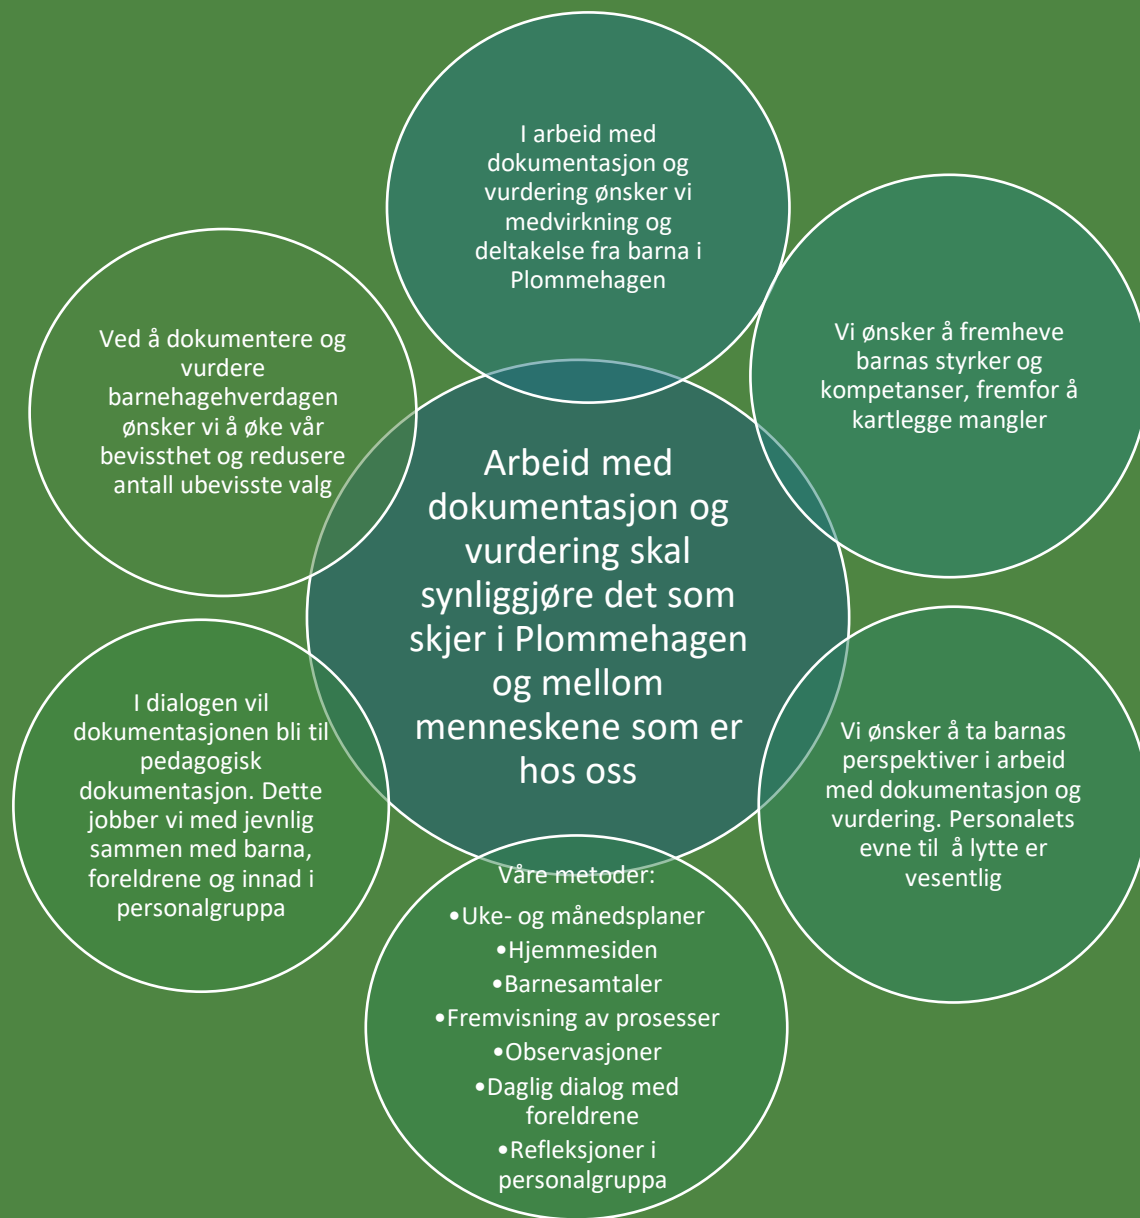 I arbeid med
dokumentasjon og
vurdering ønsker vi
medvirkning og
deltakelse fra barna i
Plommehagen
Vi ønsker å fremheve
barnas styrker og
kompetanser, fremfor å
kartlegge mangler
Vi ønsker å ta barnas
perspektiver i arbeid
med dokumentasjon og
vurdering. Personalets
evne til  å lytte er
vesentlig
Våre metoder:
•Uke- og månedsplaner
•Hjemmesiden
•Barnesamtaler
•Fremvisning av prosesser
•Observasjoner
•Daglig dialog med
foreldrene
•Refleksjoner i
personalgruppa
I dialogen vil
dokumentasjonen bli til
pedagogisk
dokumentasjon. Dette
jobber vi med jevnlig
sammen med barna,
foreldrene og innad i
personalgruppa
Ved å dokumentere og
vurdere
barnehagehverdagen
ønsker vi å øke vår
bevissthet og redusere
antall ubevisste valg
Arbeid med
dokumentasjon og
vurdering skal
synliggjøre det som
skjer i Plommehagen
og mellom
menneskene som er
hos oss